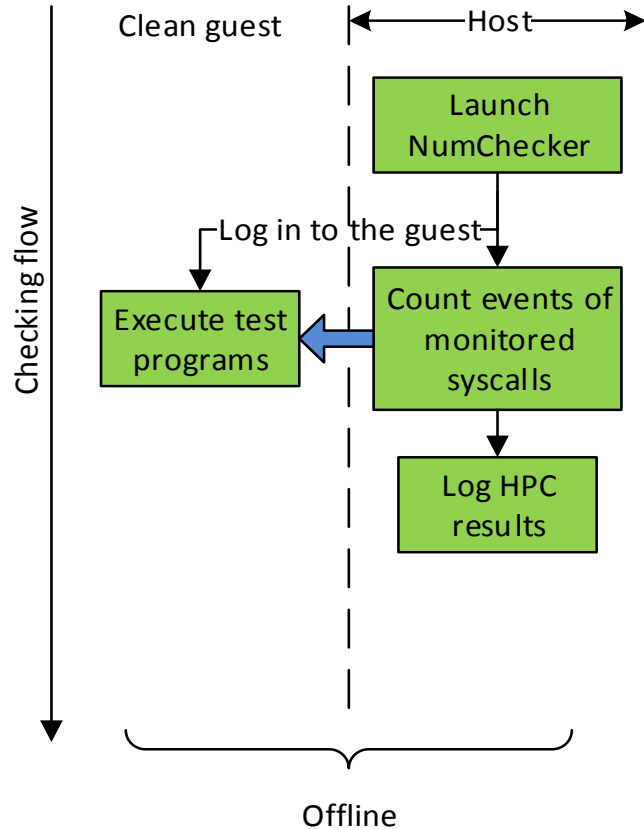 Clean guest
Host
Launch
NumChecker
Log in to the guest
Checking flow
Execute test
programs
Count events of
monitored
syscalls
Log HPC
results
Offline